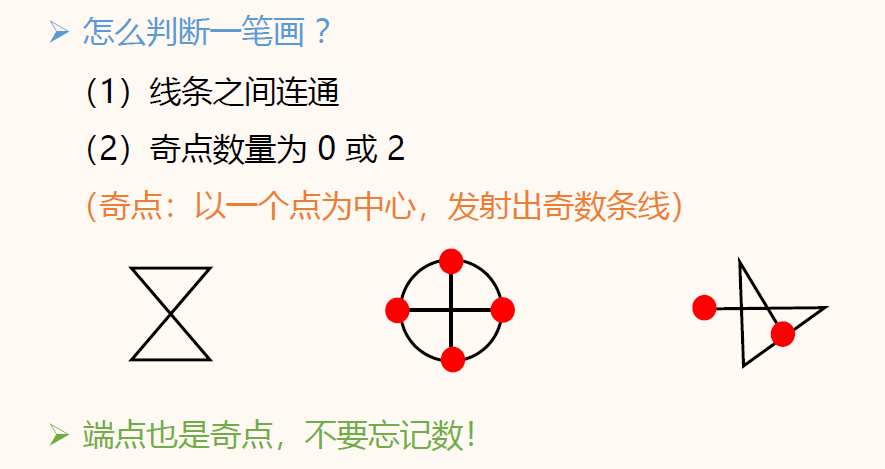 怎么判断一笔画？
（1）线条之间连通
（2）奇点数量为 0 或 2
（奇点：以一个点为中心，发射出奇数条线）
端点也是奇点，不要忘记数！